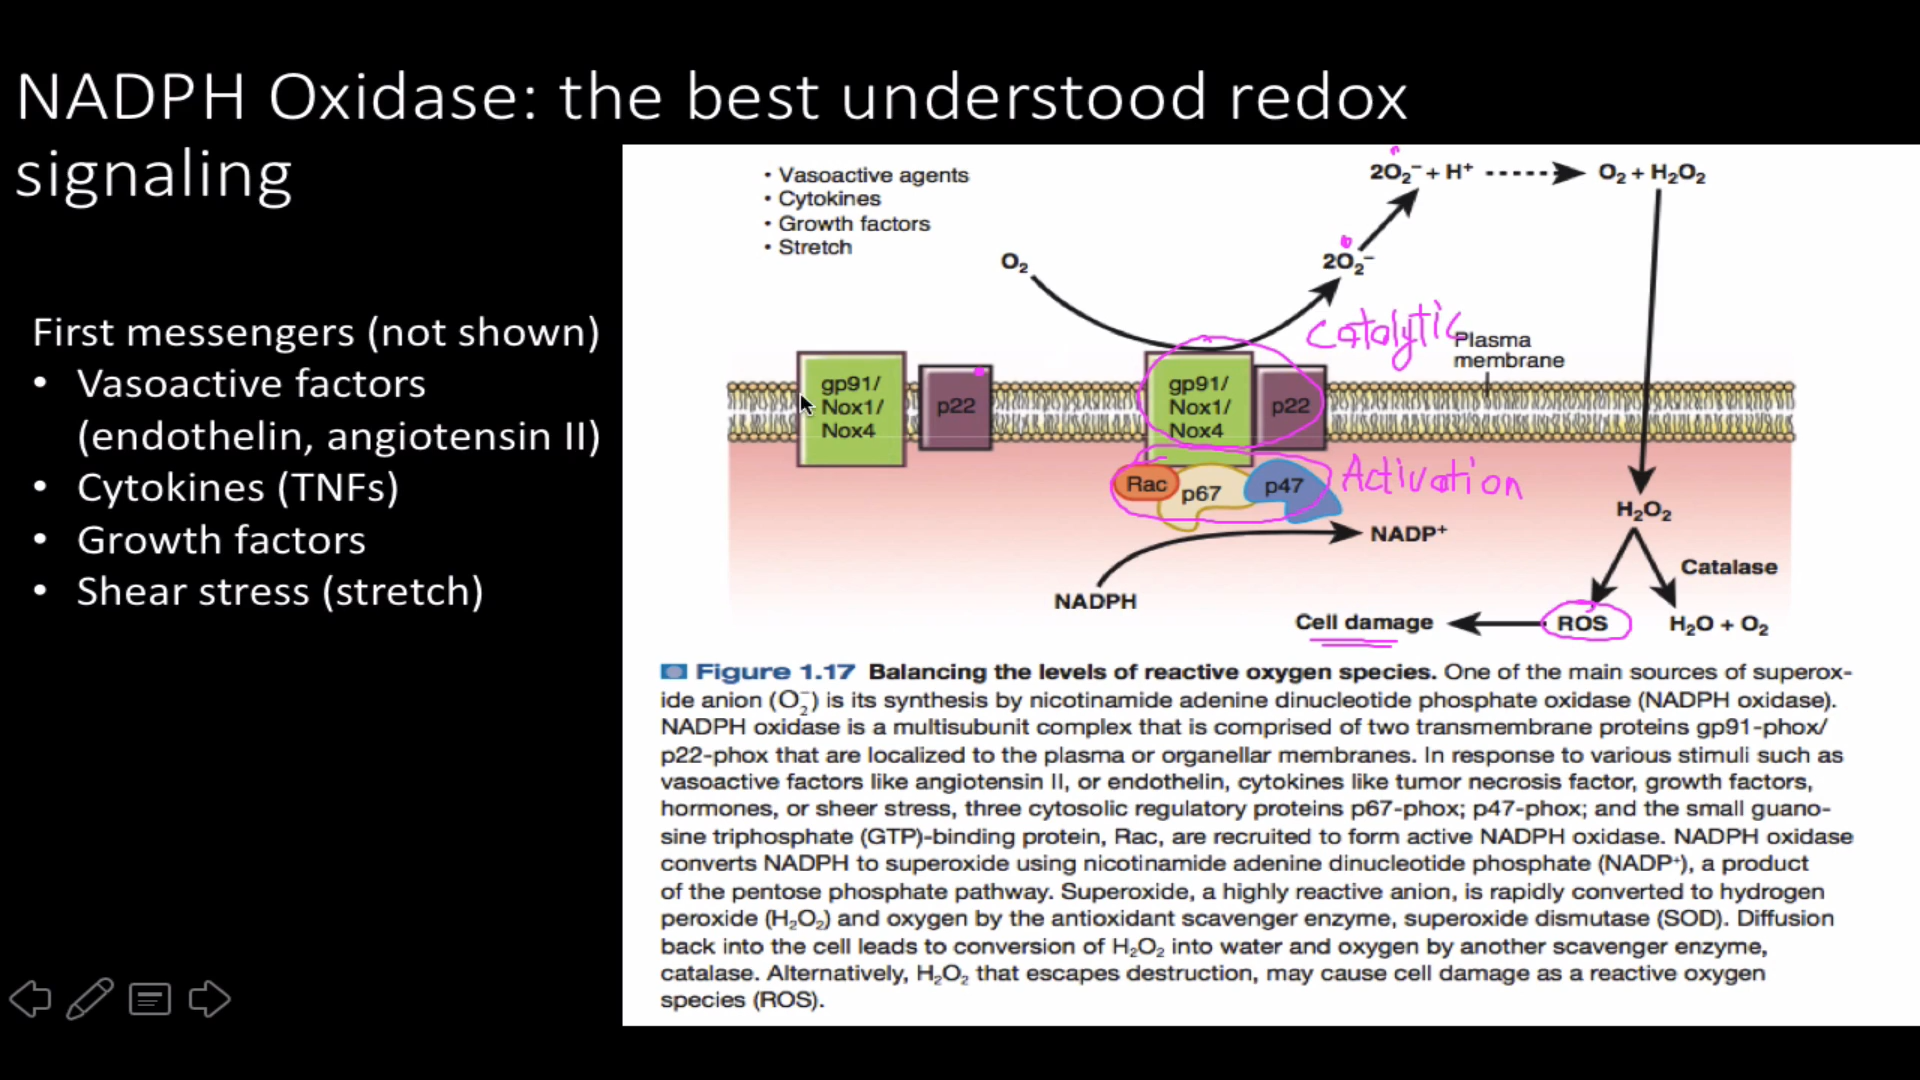 NADPH Oxidase: the best understood redox
signaling
First messengers (not shown)
• Vasoactive factors
(endothelin, angiotensin II)
• Cytokines (TNFs)
• Growth factors
• Shear stress (stretch)
• Vasoactive agents
• Cytokines
• Growth factors
• Stretch
O₂
2O₂⁻
2O₂⁻ + H⁺
O₂ + H₂O₂
Catalytic
Plasma
membrane
gp91/
Nox1/
Nox4
p22
gp91/
Nox1/
Nox4
p22
Rac
p67
p47
Activation
NADPH
NADP⁺
H₂O₂
Catalase
Cell damage
ROS
H₂O + O₂
Figure 1.17 Balancing the levels of reactive oxygen species. One of the main sources of superox-
ide anion (O₂⁻) is its synthesis by nicotinamide adenine dinucleotide phosphate oxidase (NADPH oxidase).
NADPH oxidase is a multisubunit complex that is comprised of two transmembrane proteins gp91-phox/
p22-phox that are localized to the plasma or organellar membranes. In response to various stimuli such as
vasoactive factors like angiotensin II, or endothelin, cytokines like tumor necrosis factor, growth factors,
hormones, or sheer stress, three cytosolic regulatory proteins p67-phox; p47-phox; and the small guano-
sine triphosphate (GTP)-binding protein, Rac, are recruited to form active NADPH oxidase. NADPH oxidase
converts NADPH to superoxide using nicotinamide adenine dinucleotide phosphate (NADP⁺), a product
of the pentose phosphate pathway. Superoxide, a highly reactive anion, is rapidly converted to hydrogen
peroxide (H₂O₂) and oxygen by the antioxidant scavenger enzyme, superoxide dismutase (SOD). Diffusion
back into the cell leads to conversion of H₂O₂ into water and oxygen by another scavenger enzyme,
catalase. Alternatively, H₂O₂ that escapes destruction, may cause cell damage as a reactive oxygen
species (ROS).